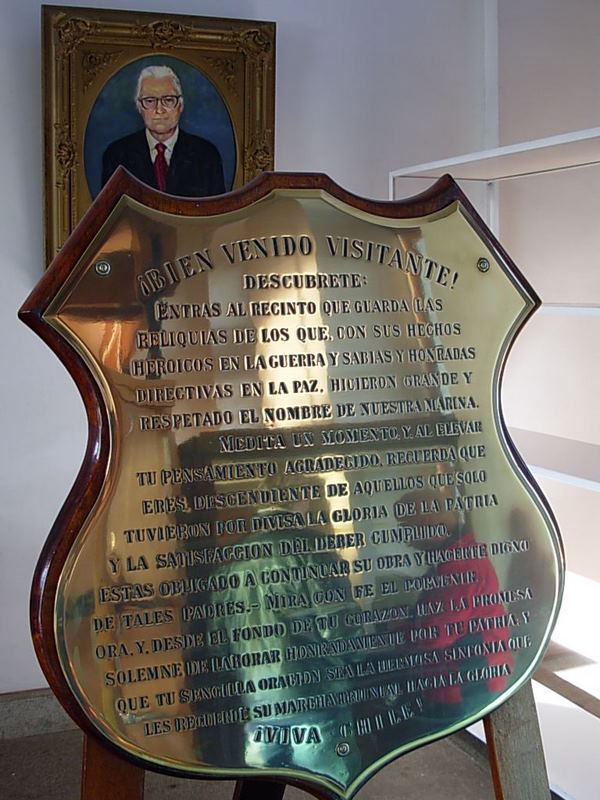 ¡BIEN VENIDO VISITANTE!
DESCUBRETE:
ENTRAS AL RECINTO QUE GUARDA LAS
RELIQUIAS DE LOS QUE, CON SUS HECHOS
HEROICOS EN LA GUERRA Y SABIAS Y HONRADAS
DIRECTIVAS EN LA PAZ, HICIERON GRANDE Y
RESPETADO EL NOMBRE DE NUESTRA MARINA.
MEDITA UN MOMENTO, Y, AL ELEVAR
TU PENSAMIENTO AGRADECIDO, RECUERDA QUE
ERES, DESCENDIENTE DE AQUELLOS QUE SOLO
TUVIERON POR DIVISA LA GLORIA DE LA PATRIA
Y LA SATISFACCION DEL DEBER CUMPLIDO.
ESTAS OBLIGADO A CONTINUAR SU OBRA Y HACERTE DIGNO
DE TALES PADRES.- MIRA, CON FE EL PORVENIR,
ORA, Y, DESDE EL FONDO DE TU CORAZON, HAZ LA PROMESA
SOLEMNE DE LABORAR HONRADAMENTE POR TU PATRIA; Y
QUE TU SENCILLA ORACION SEA LA HERMOSA SINFONIA QUE
LES RECUERDE SU MARCHA TRIUNFAL HACIA LA GLORIA
¡VIVA CHILE!